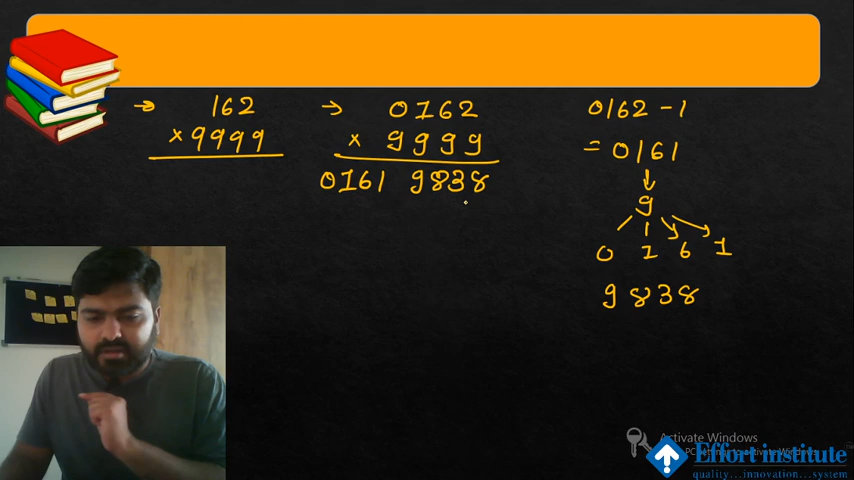 → 162
× 9999
→ 0162
× 9999
0161 9838
0162 - 1
= 0161
↓
9
0 1 6 1
9838
Activate Windows
Effort institute
quality...innovation...system